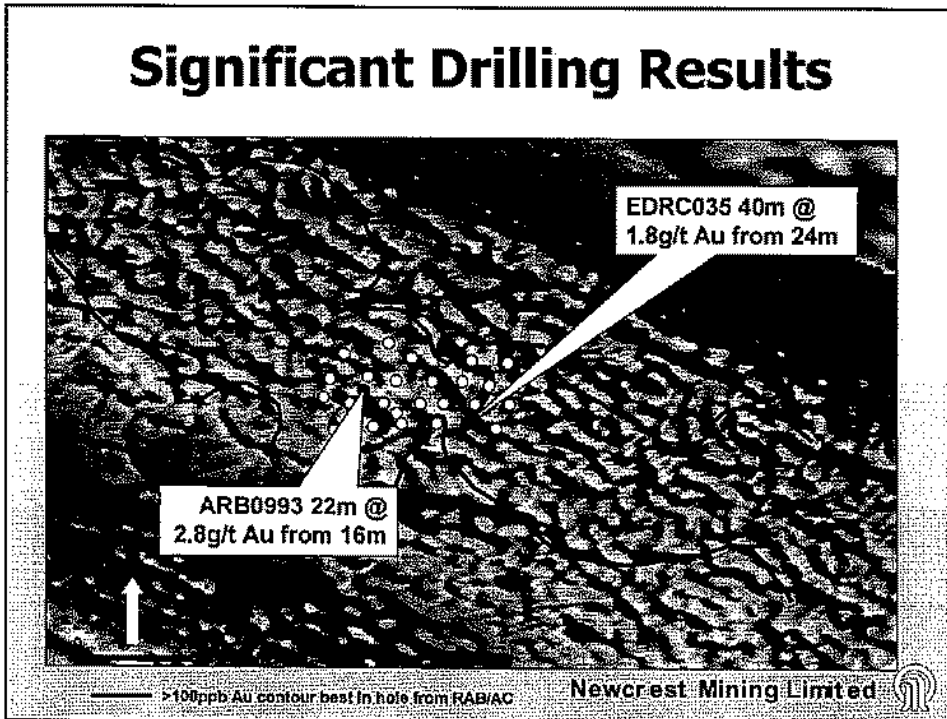 Significant Drilling Results
EDRC035 40m @
1.8g/t Au from 24m
ARB0993 22m @
2.8g/t Au from 16m
>100ppb Au contour best in hole from RAB/AC
Newcrest Mining Limited